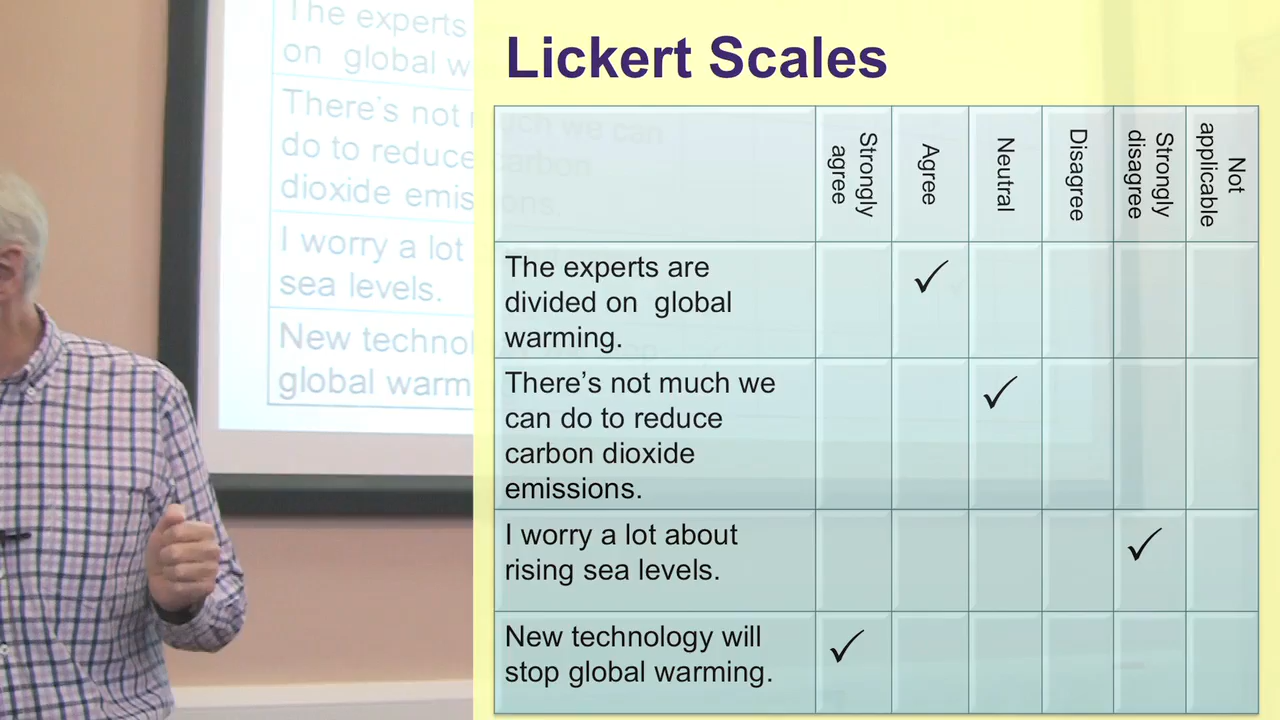 The experts
on global w
There's not
do to reduce
dioxide emis
I worry a lot
sea levels.
New technol
global warm
Lickert Scales
Strongly
agree
Agree
Neutral
Disagree
Strongly
disagree
Not
applicable
The experts are
divided on  global
warming.
There's not much we
can do to reduce
carbon dioxide
emissions.
I worry a lot about
rising sea levels.
New technology will
stop global warming.